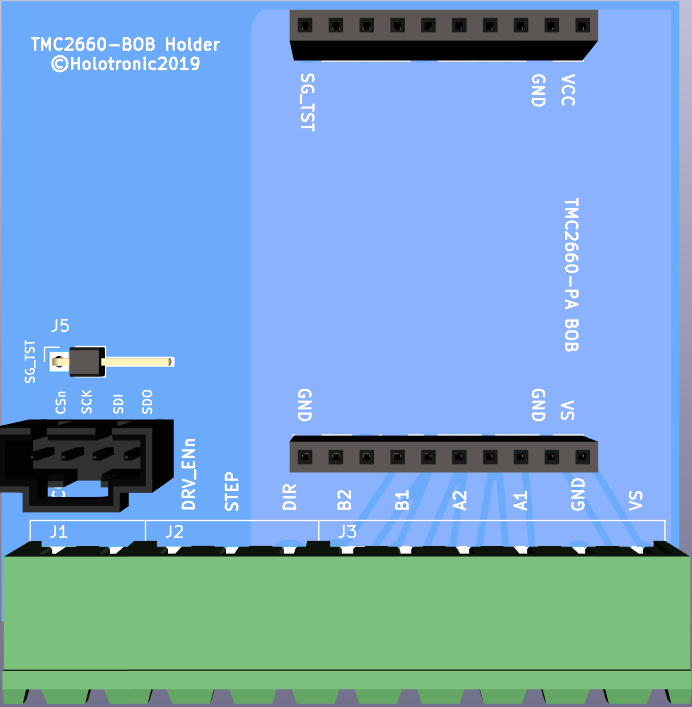 TMC2660-BOB Holder
©Holotronic2019
SG_TST
GND
VCC
TMC2660-PA BOB
J5
SG_TST
CSn
SCK
SDI
SDO
GND
GND
VS
DRV_ENn
STEP
DIR
B2
B1
A2
A1
GND
VS
J1
J2
J3